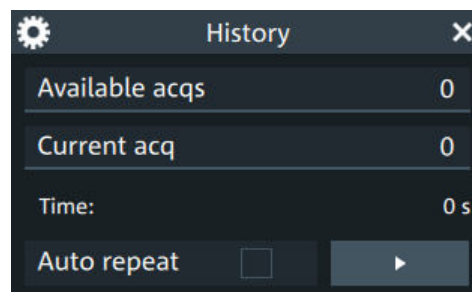 History
Available acqs 0
Current acq 0
Time: 0 s
Auto repeat